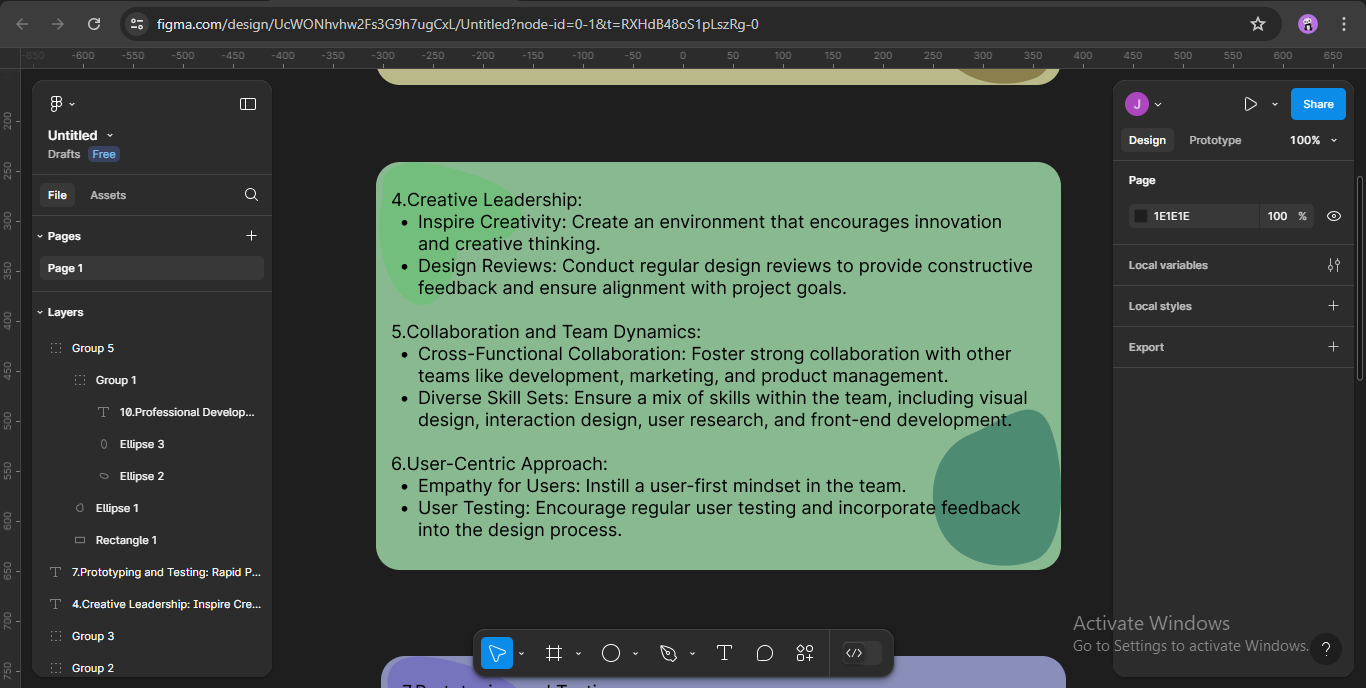 figma.com/design/UcWONhvhw2Fs3G9h7ugCxL/Untitled?node-id=0-1&t=RXHdB48oS1pLszRg-0
-650 -600 -550 -500 -450 -400 -350 -300 -250 -200 -150 -100 -50 0 50 100 150 200 250 300 350 400 450 500 550 600 650
200
250
300
350
400
450
500
550
600
650
700
750
Untitled
Drafts Free
File Assets
Pages
Page 1
Layers
Group 5
Group 1
10.Professional Develop...
Ellipse 3
Ellipse 2
Ellipse 1
Rectangle 1
7.Prototyping and Testing: Rapid P...
4.Creative Leadership: Inspire Cre...
Group 3
Group 2
4.Creative Leadership:
• Inspire Creativity: Create an environment that encourages innovation
and creative thinking.
• Design Reviews: Conduct regular design reviews to provide constructive
feedback and ensure alignment with project goals.
5.Collaboration and Team Dynamics:
• Cross-Functional Collaboration: Foster strong collaboration with other
teams like development, marketing, and product management.
• Diverse Skill Sets: Ensure a mix of skills within the team, including visual
design, interaction design, user research, and front-end development.
6.User-Centric Approach:
• Empathy for Users: Instill a user-first mindset in the team.
• User Testing: Encourage regular user testing and incorporate feedback
into the design process.
J
Share
Design Prototype 100%
Page
1E1E1E 100 %
Local variables
Local styles
Export
Activate Windows
Go to Settings to activate Windows.
?